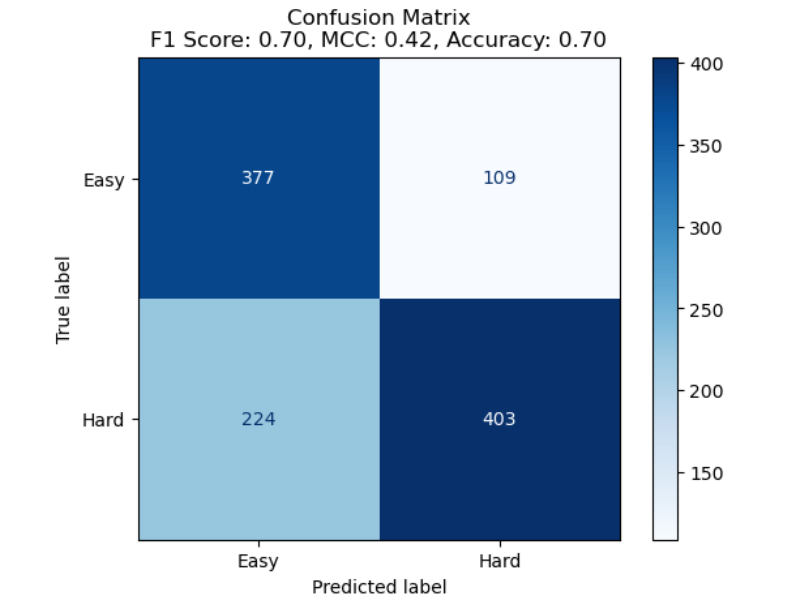 Confusion Matrix
F1 Score: 0.70, MCC: 0.42, Accuracy: 0.70
True label
Easy
377
109
Hard
224
403
Easy
Hard
Predicted label
400
350
300
250
200
150